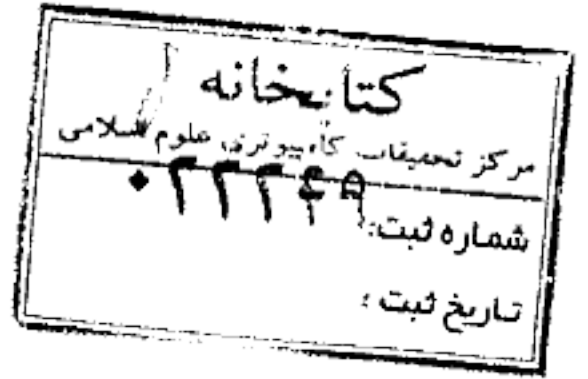 کتابخانه
مرکز تحقیقات کامپیوتری علوم اسلامی
شماره ثبت: ۰۲۲۲۴۹
تاریخ ثبت :